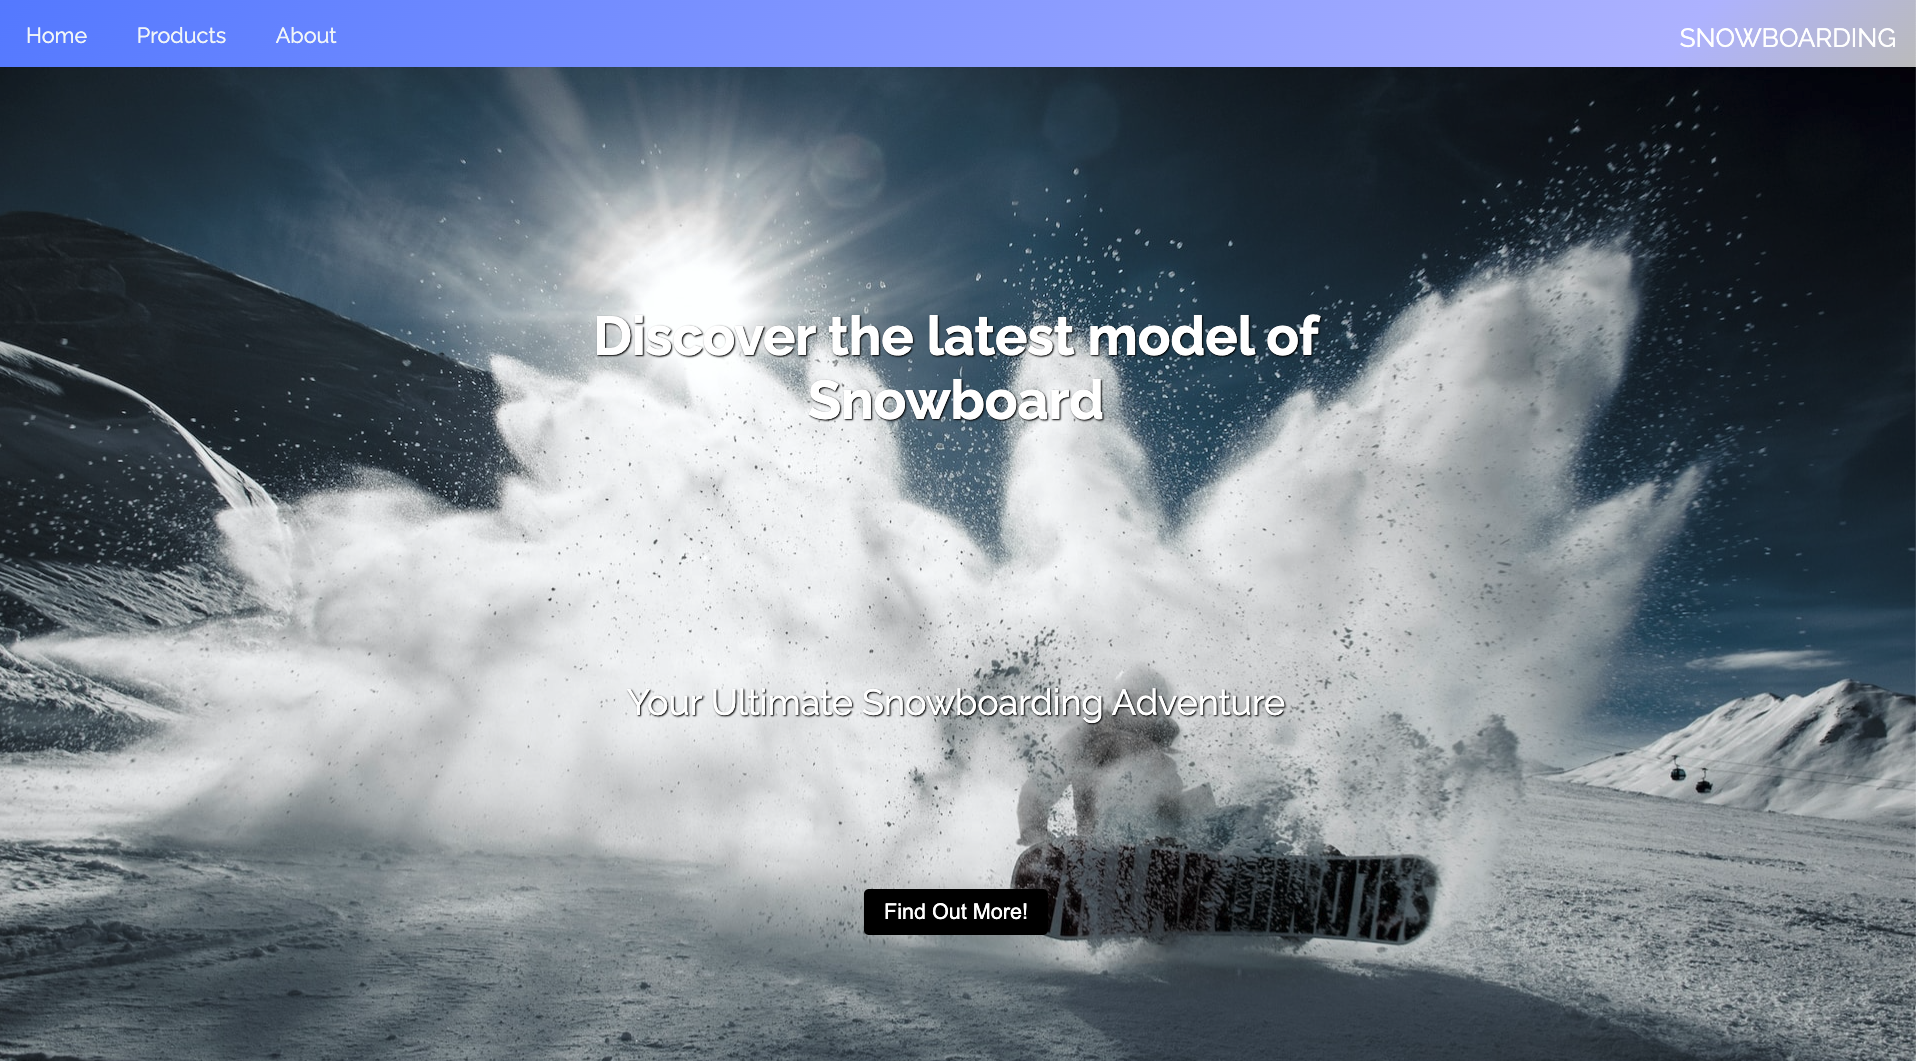 Home
Products
About
SNOWBOARDING
Discover the latest model of
Snowboard
Your Ultimate Snowboarding Adventure
Find Out More!